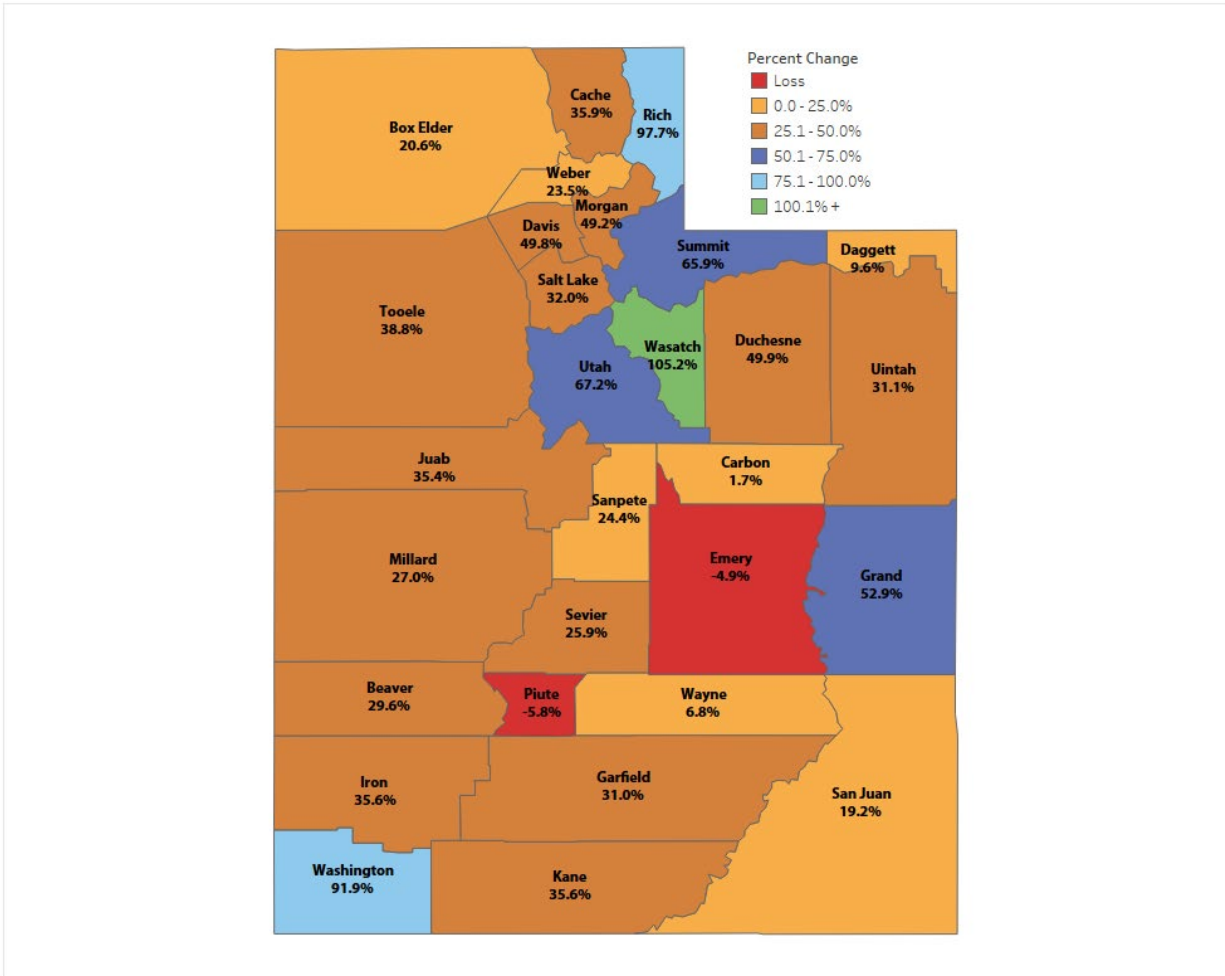 Percent Change
Loss
0.0 - 25.0%
25.1 - 50.0%
50.1 - 75.0%
75.1 - 100.0%
100.1% +
Cache
35.9%
Rich
97.7%
Box Elder
20.6%
Weber
23.5%
Morgan
49.2%
Davis
49.8%
Summit
65.9%
Daggett
9.6%
Salt Lake
32.0%
Tooele
38.8%
Wasatch
105.2%
Duchesne
49.9%
Utah
67.2%
Uintah
31.1%
Juab
35.4%
Carbon
1.7%
Sanpete
24.4%
Millard
27.0%
Emery
-4.9%
Grand
52.9%
Sevier
25.9%
Beaver
29.6%
Piute
-5.8%
Wayne
6.8%
Iron
35.6%
Garfield
31.0%
San Juan
19.2%
Washington
91.9%
Kane
35.6%